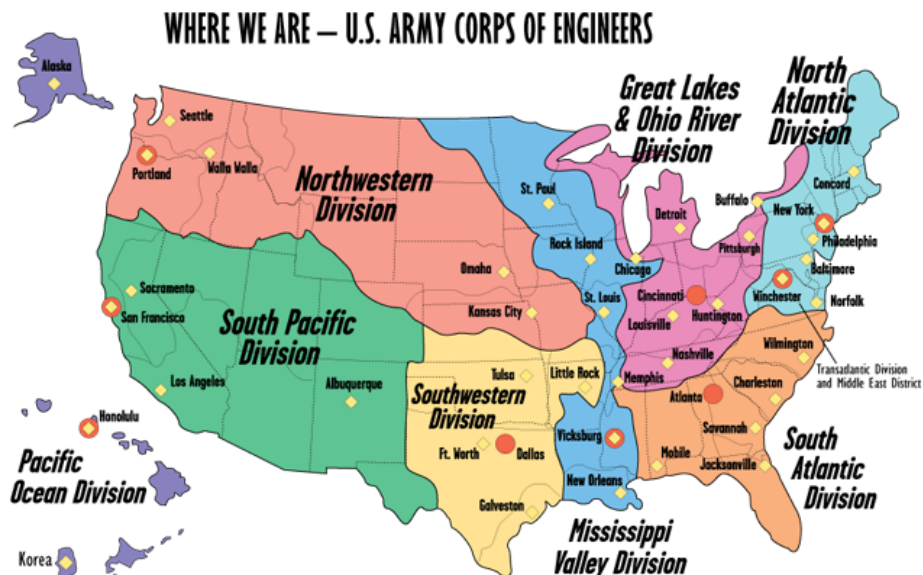 WHERE WE ARE – U.S. ARMY CORPS OF ENGINEERS
Alaska
Seattle
Portland
Walla Walla
Northwestern
Division
Omaha
Kansas City
Great Lakes
& Ohio River
Division
North
Atlantic
Division
St. Paul
Rock Island
Chicago
St. Louis
Detroit
Buffalo
Pittsburgh
Cincinnati
Louisville
Huntington
Nashville
Memphis
Concord
New York
Philadelphia
Baltimore
Winchester
Norfolk
Transadlantic Division
and Middle East District
Sacramento
San Francisco
South Pacific
Division
Los Angeles
Albuquerque
Tulsa
Little Rock
Southwestern
Division
Ft. Worth
Dallas
Galveston
Vicksburg
New Orleans
Mississippi
Valley Division
Wilmington
Charleston
Atlanta
Savannah
Mobile
Jacksonville
South
Atlantic
Division
Honolulu
Pacific
Ocean Division
Korea